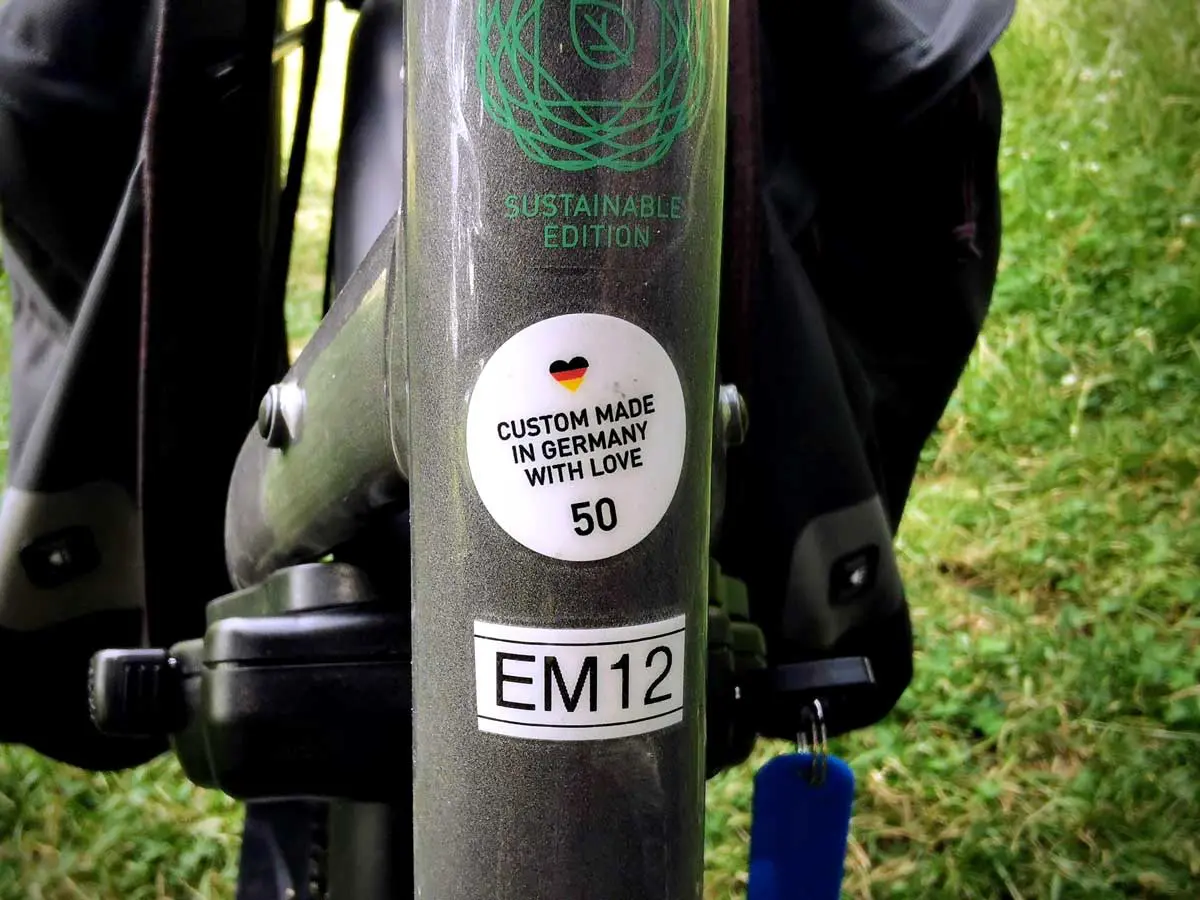 SUSTAINABLE
EDITION
CUSTOM MADE
IN GERMANY
WITH LOVE
50
EM12